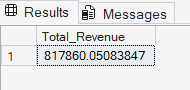 Results Messages
Total_Revenue
1 817860.05083847